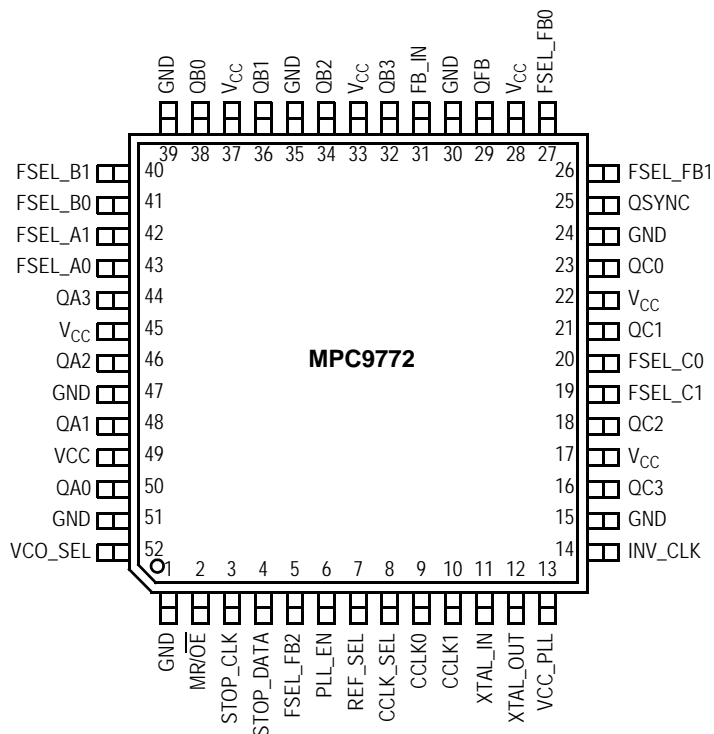 GND QB0 VCC QB1 GND QB2 VCC QB3 FB_IN GND QFB VCC FSEL_FB0
39 38 37 36 35 34 33 32 31 30 29 28 27
FSEL_B1 40 26 FSEL_FB1
FSEL_B0 41 25 QSYNC
FSEL_A1 42 24 GND
FSEL_A0 43 23 QC0
QA3 44 22 VCC
VCC 45 21 QC1
QA2 46 MPC9772 20 FSEL_C0
GND 47 19 FSEL_C1
QA1 48 18 QC2
VCC 49 17 VCC
QA0 50 16 QC3
GND 51 15 GND
VCO_SEL 52 14 INV_CLK
1 2 3 4 5 6 7 8 9 10 11 12 13
GND MR/OE STOP_CLK STOP_DATA FSEL_FB2 PLL_EN REF_SEL CCLK_SEL CCLK0 CCLK1 XTAL_IN XTAL_OUT VCC_PLL